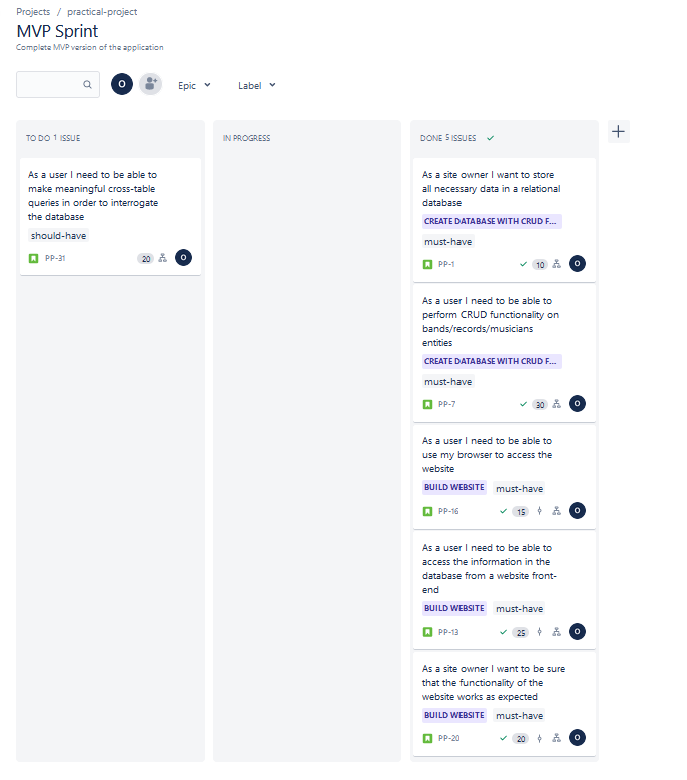 Projects / practical-project
MVP Sprint
Complete MVP version of the application
O
Epic
Label
TO DO 1 ISSUE
As a user I need to be able to
make meaningful cross-table
queries in order to interrogate
the database
should-have
PP-31 20 O
IN PROGRESS
DONE 5 ISSUES
As a site owner I want to store
all necessary data in a relational
database
CREATE DATABASE WITH CRUD F...
must-have
PP-1 10 O
As a user I need to be able to
perform CRUD functionality on
bands/records/musicians
entities
CREATE DATABASE WITH CRUD F...
must-have
PP-7 30 O
As a user I need to be able to
use my browser to access the
website
BUILD WEBSITE must-have
PP-16 15 O
As a user I need to be able to
access the information in the
database from a website front-
end
BUILD WEBSITE must-have
PP-13 25 O
As a site owner I want to be sure
that the functionality of the
website works as expected
BUILD WEBSITE must-have
PP-20 20 O